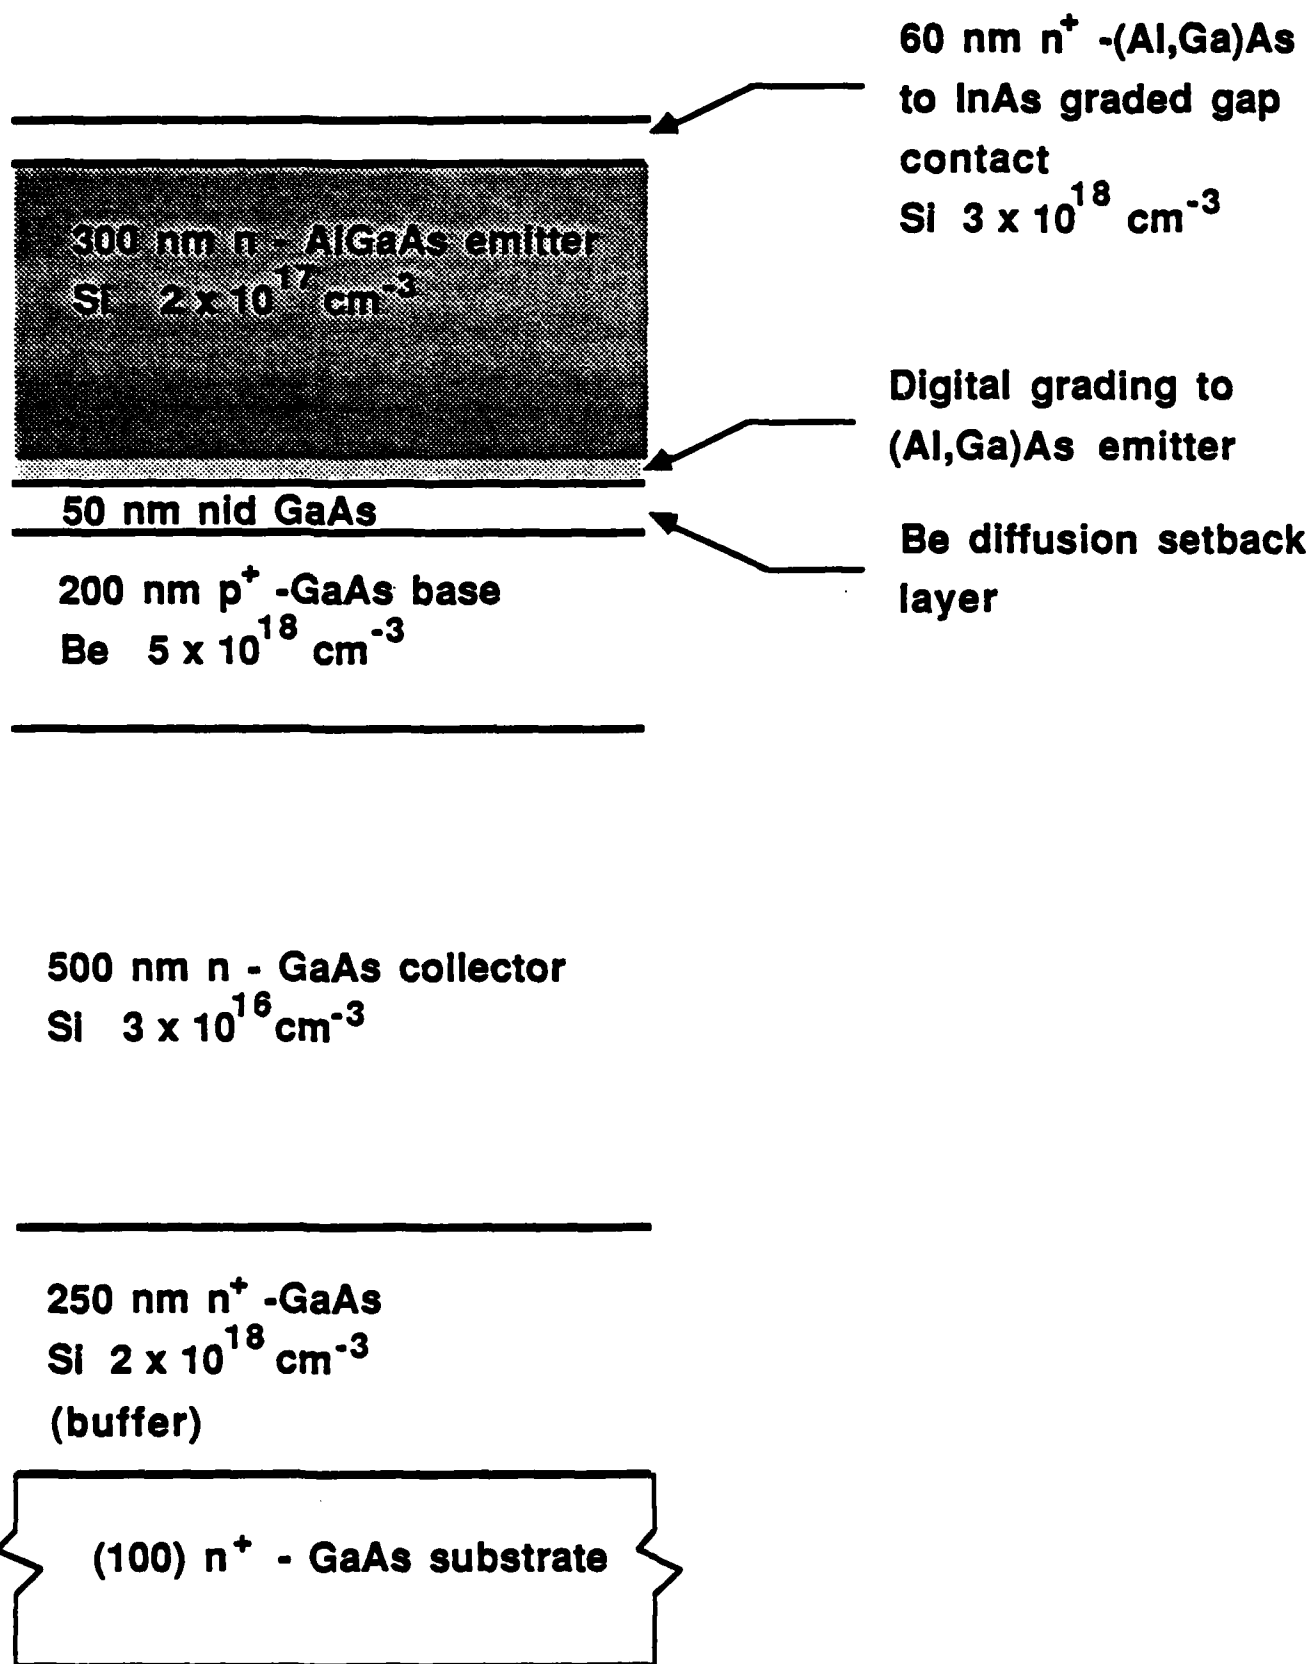 60 nm n⁺ -(Al,Ga)As
to InAs graded gap
contact
Si 3 x 10¹⁸ cm⁻³
300 nm n - AlGaAs emitter
Si 2 x 10¹⁷ cm⁻³
Digital grading to
(Al,Ga)As emitter
50 nm nid GaAs
Be diffusion setback
layer
200 nm p⁺ -GaAs base
Be 5 x 10¹⁸ cm⁻³
500 nm n - GaAs collector
Si 3 x 10¹⁶ cm⁻³
250 nm n⁺ -GaAs
Si 2 x 10¹⁸ cm⁻³
(buffer)
(100) n⁺ - GaAs substrate